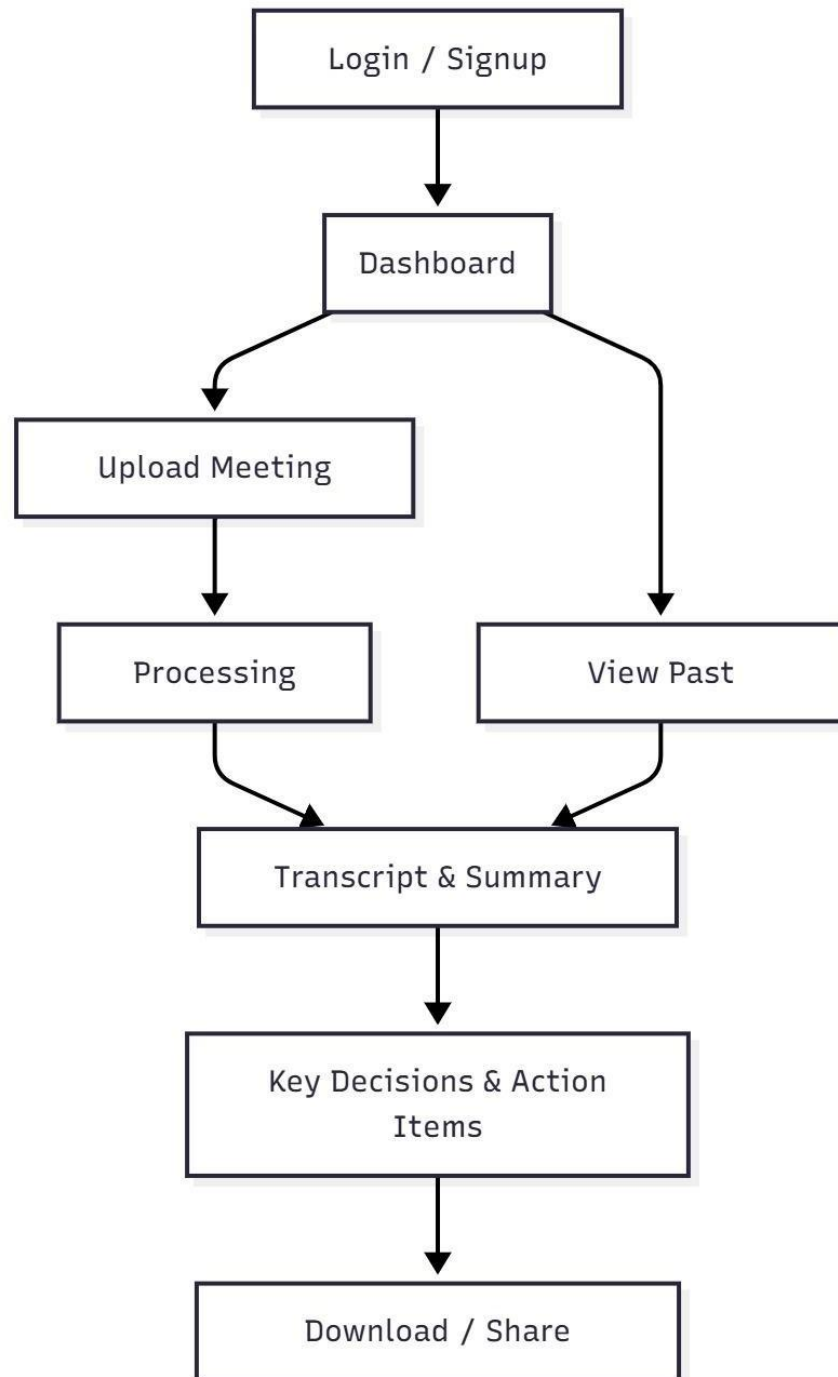 Login / Signup
Dashboard
Upload Meeting
Processing
View Past
Transcript & Summary
Key Decisions & Action
Items
Download / Share